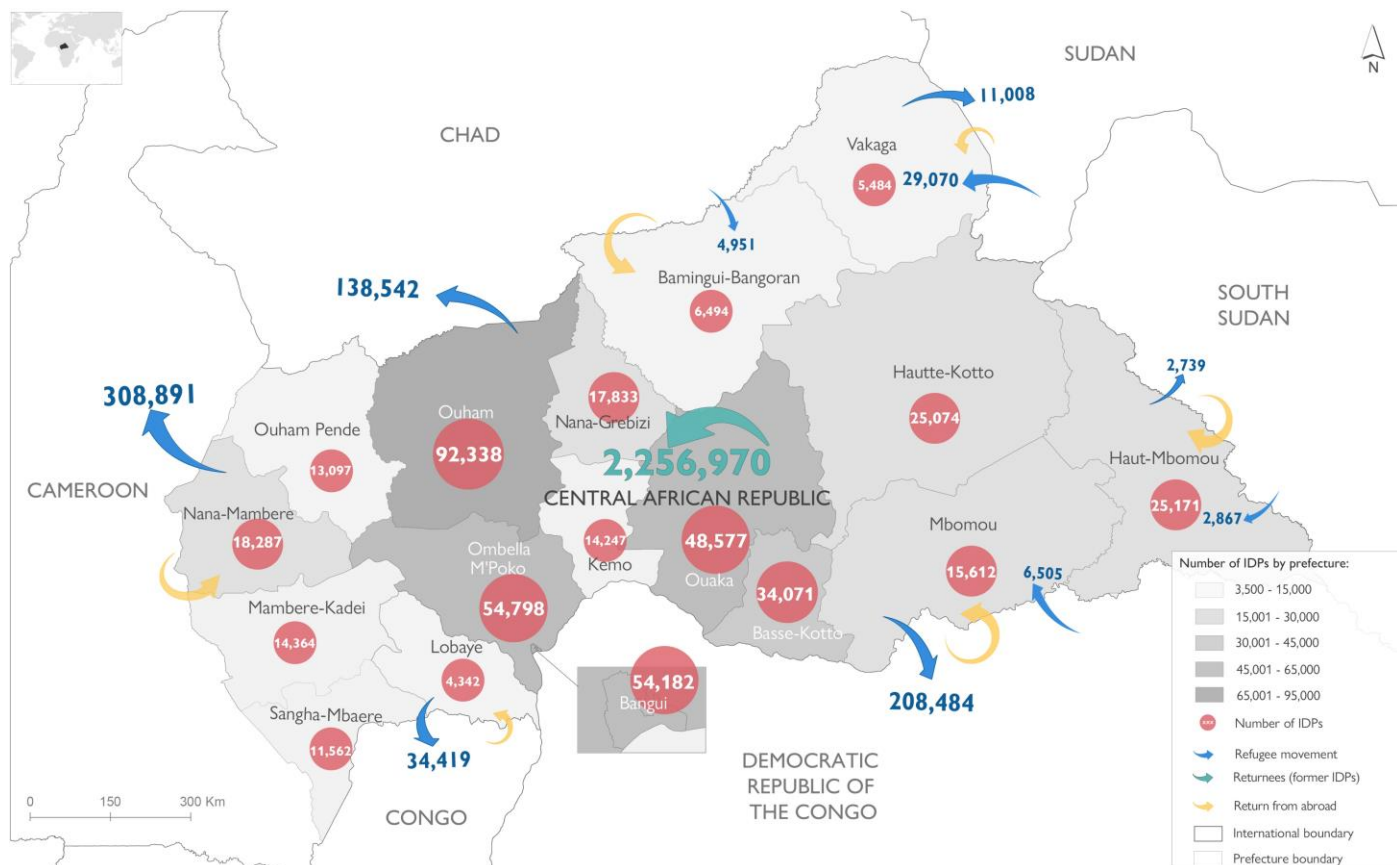 SUDAN
N
11,008
CHAD
Vakaga
5,484
29,070
4,951
Bamingui-Bangoran
6,494
138,542
SOUTH
SUDAN
2,739
308,891
Hautte-Kotto
25,074
17,833
Nana-Grebizi
Ouham
92,338
Ouham Pende
13,097
2,256,970
CENTRAL AFRICAN REPUBLIC
Haut-Mbomou
25,171
2,867
CAMEROON
Nana-Mambere
18,287
Mbomou
15,612
6,505
14,247
Kemo
48,577
Ouaka
Ombella
M'Poko
54,798
34,071
Basse-Kotto
Mambere-Kadei
14,364
Lobaye
4,342
54,182
Bangui
208,484
Sangha-Mbaere
11,562
34,419
DEMOCRATIC
REPUBLIC OF
THE CONGO
CONGO
0 150 300 Km
Number of IDPs by prefecture:
3,500 - 15,000
15,001 - 30,000
30,001 - 45,000
45,001 - 65,000
65,001 - 95,000
xxx Number of IDPs
Refugee movement
Returnees (former IDPs)
Return from abroad
International boundary
Prefecture boundary